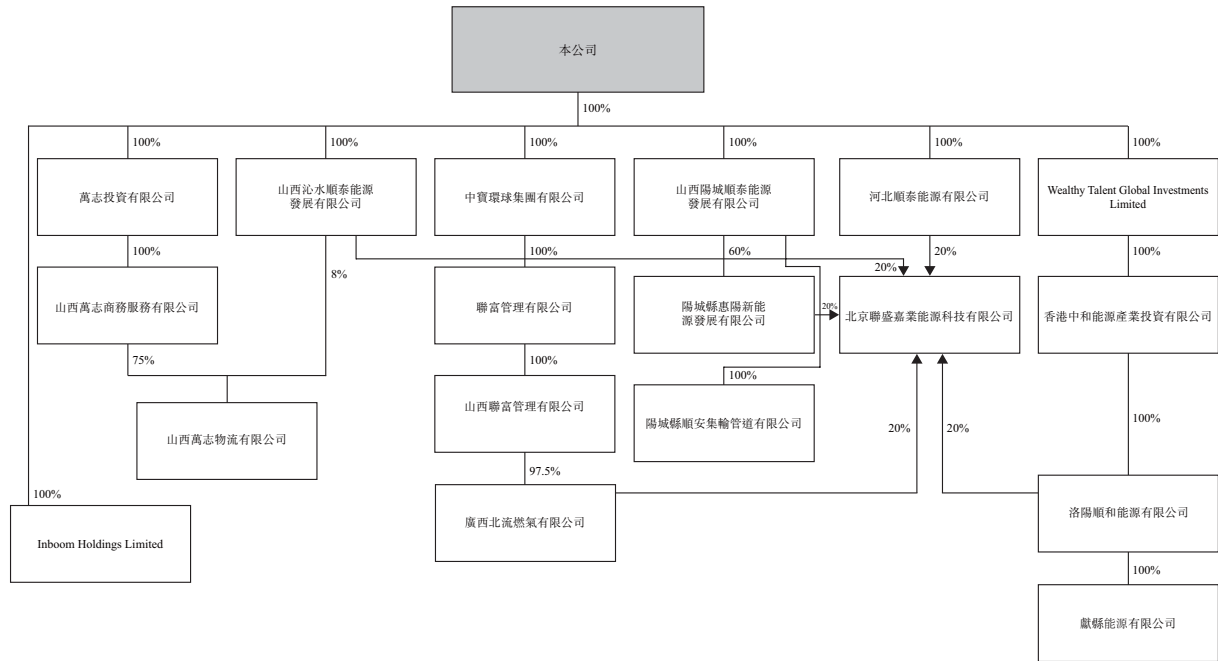 本公司
100%
100%
100%
100%
100%
100%
100%
萬志投資有限公司
山西沁水順泰能源
發展有限公司
中寶環球集團有限公司
山西陽城順泰能源
發展有限公司
河北順泰能源有限公司
Wealthy Talent Global Investments
Limited
100%
8%
100%
60%
20%
20%
100%
山西萬志商務服務有限公司
聯富管理有限公司
陽城縣惠陽新能
源發展有限公司
20%
北京聯盛嘉業能源科技有限公司
香港中和能源產業投資有限公司
75%
100%
100%
山西萬志物流有限公司
山西聯富管理有限公司
陽城縣順安集輸管道有限公司
20%
20%
100%
97.5%
100%
Inboom Holdings Limited
廣西北流燃氣有限公司
洛陽順和能源有限公司
100%
獻縣能源有限公司